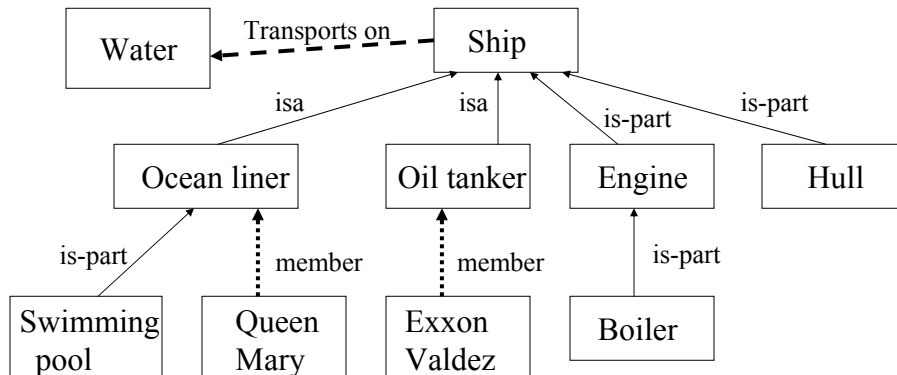 Water
Transports on
Ship
isa
isa
is-part
is-part
Ocean liner
Oil tanker
Engine
Hull
is-part
member
member
is-part
Swimming
pool
Queen
Mary
Exxon
Valdez
Boiler